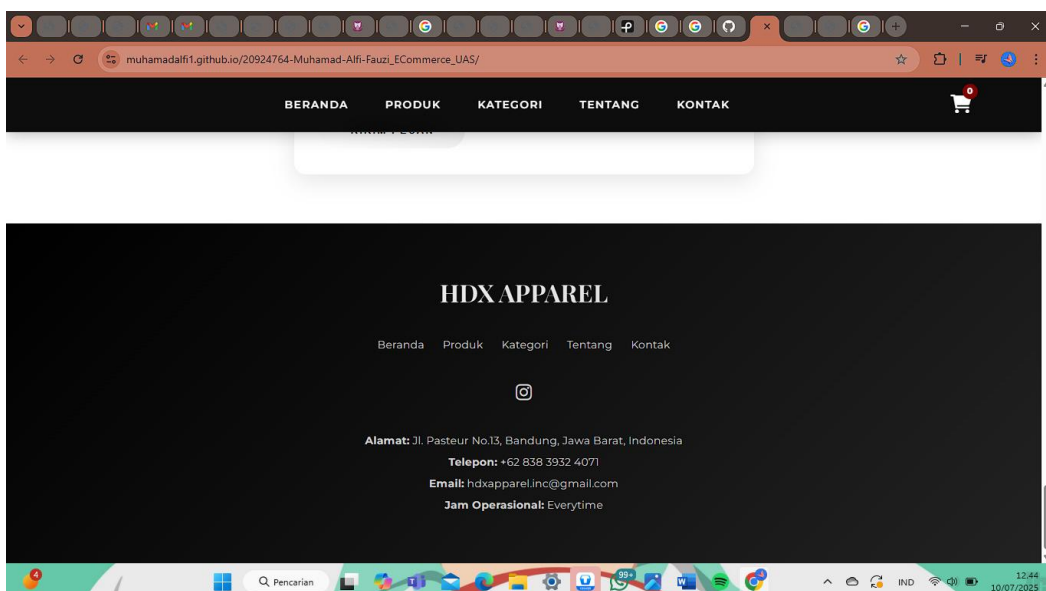 muhamadalfi1.github.io/20924764-Muhamad-Alfi-Fauzi_ECommerce_UAS/
BERANDA PRODUK KATEGORI TENTANG KONTAK
0
HDX APPAREL
Beranda Produk Kategori Tentang Kontak
Alamat: Jl. Pasteur No.13, Bandung, Jawa Barat, Indonesia
Telepon: +62 838 3932 4071
Email: hdxapparel.inc@gmail.com
Jam Operasional: Everytime
4
Pencarian
99+
IND
12.44
10/07/2025